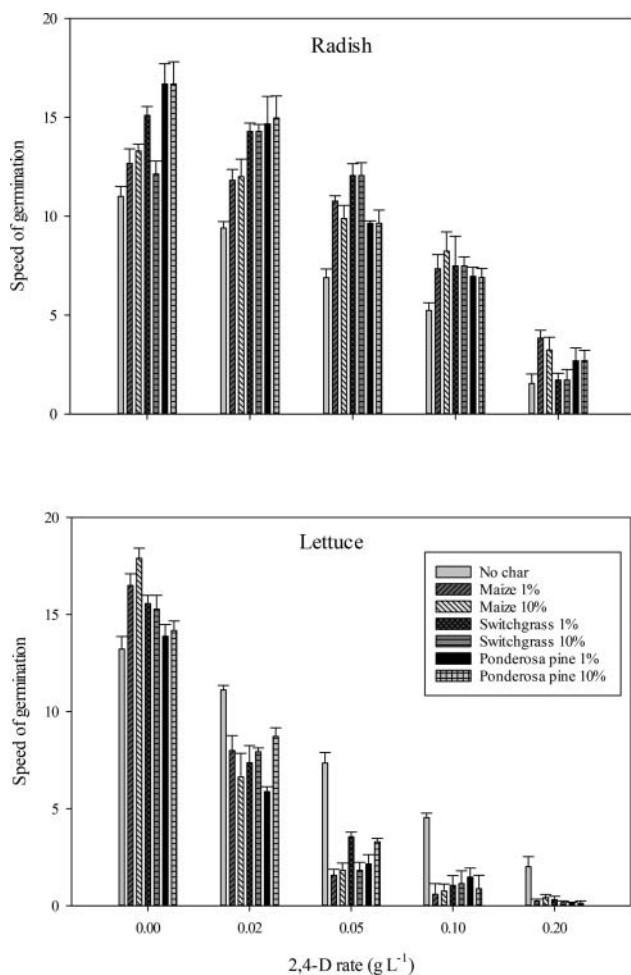 Radish
20
15
10
5
0
Speed of germination
Lettuce
20
15
10
5
0
Speed of germination
No char
Maize 1%
Maize 10%
Switchgrass 1%
Switchgrass 10%
Ponderosa pine 1%
Ponderosa pine 10%
0.00 0.02 0.05 0.10 0.20
2,4-D rate (g L⁻¹)